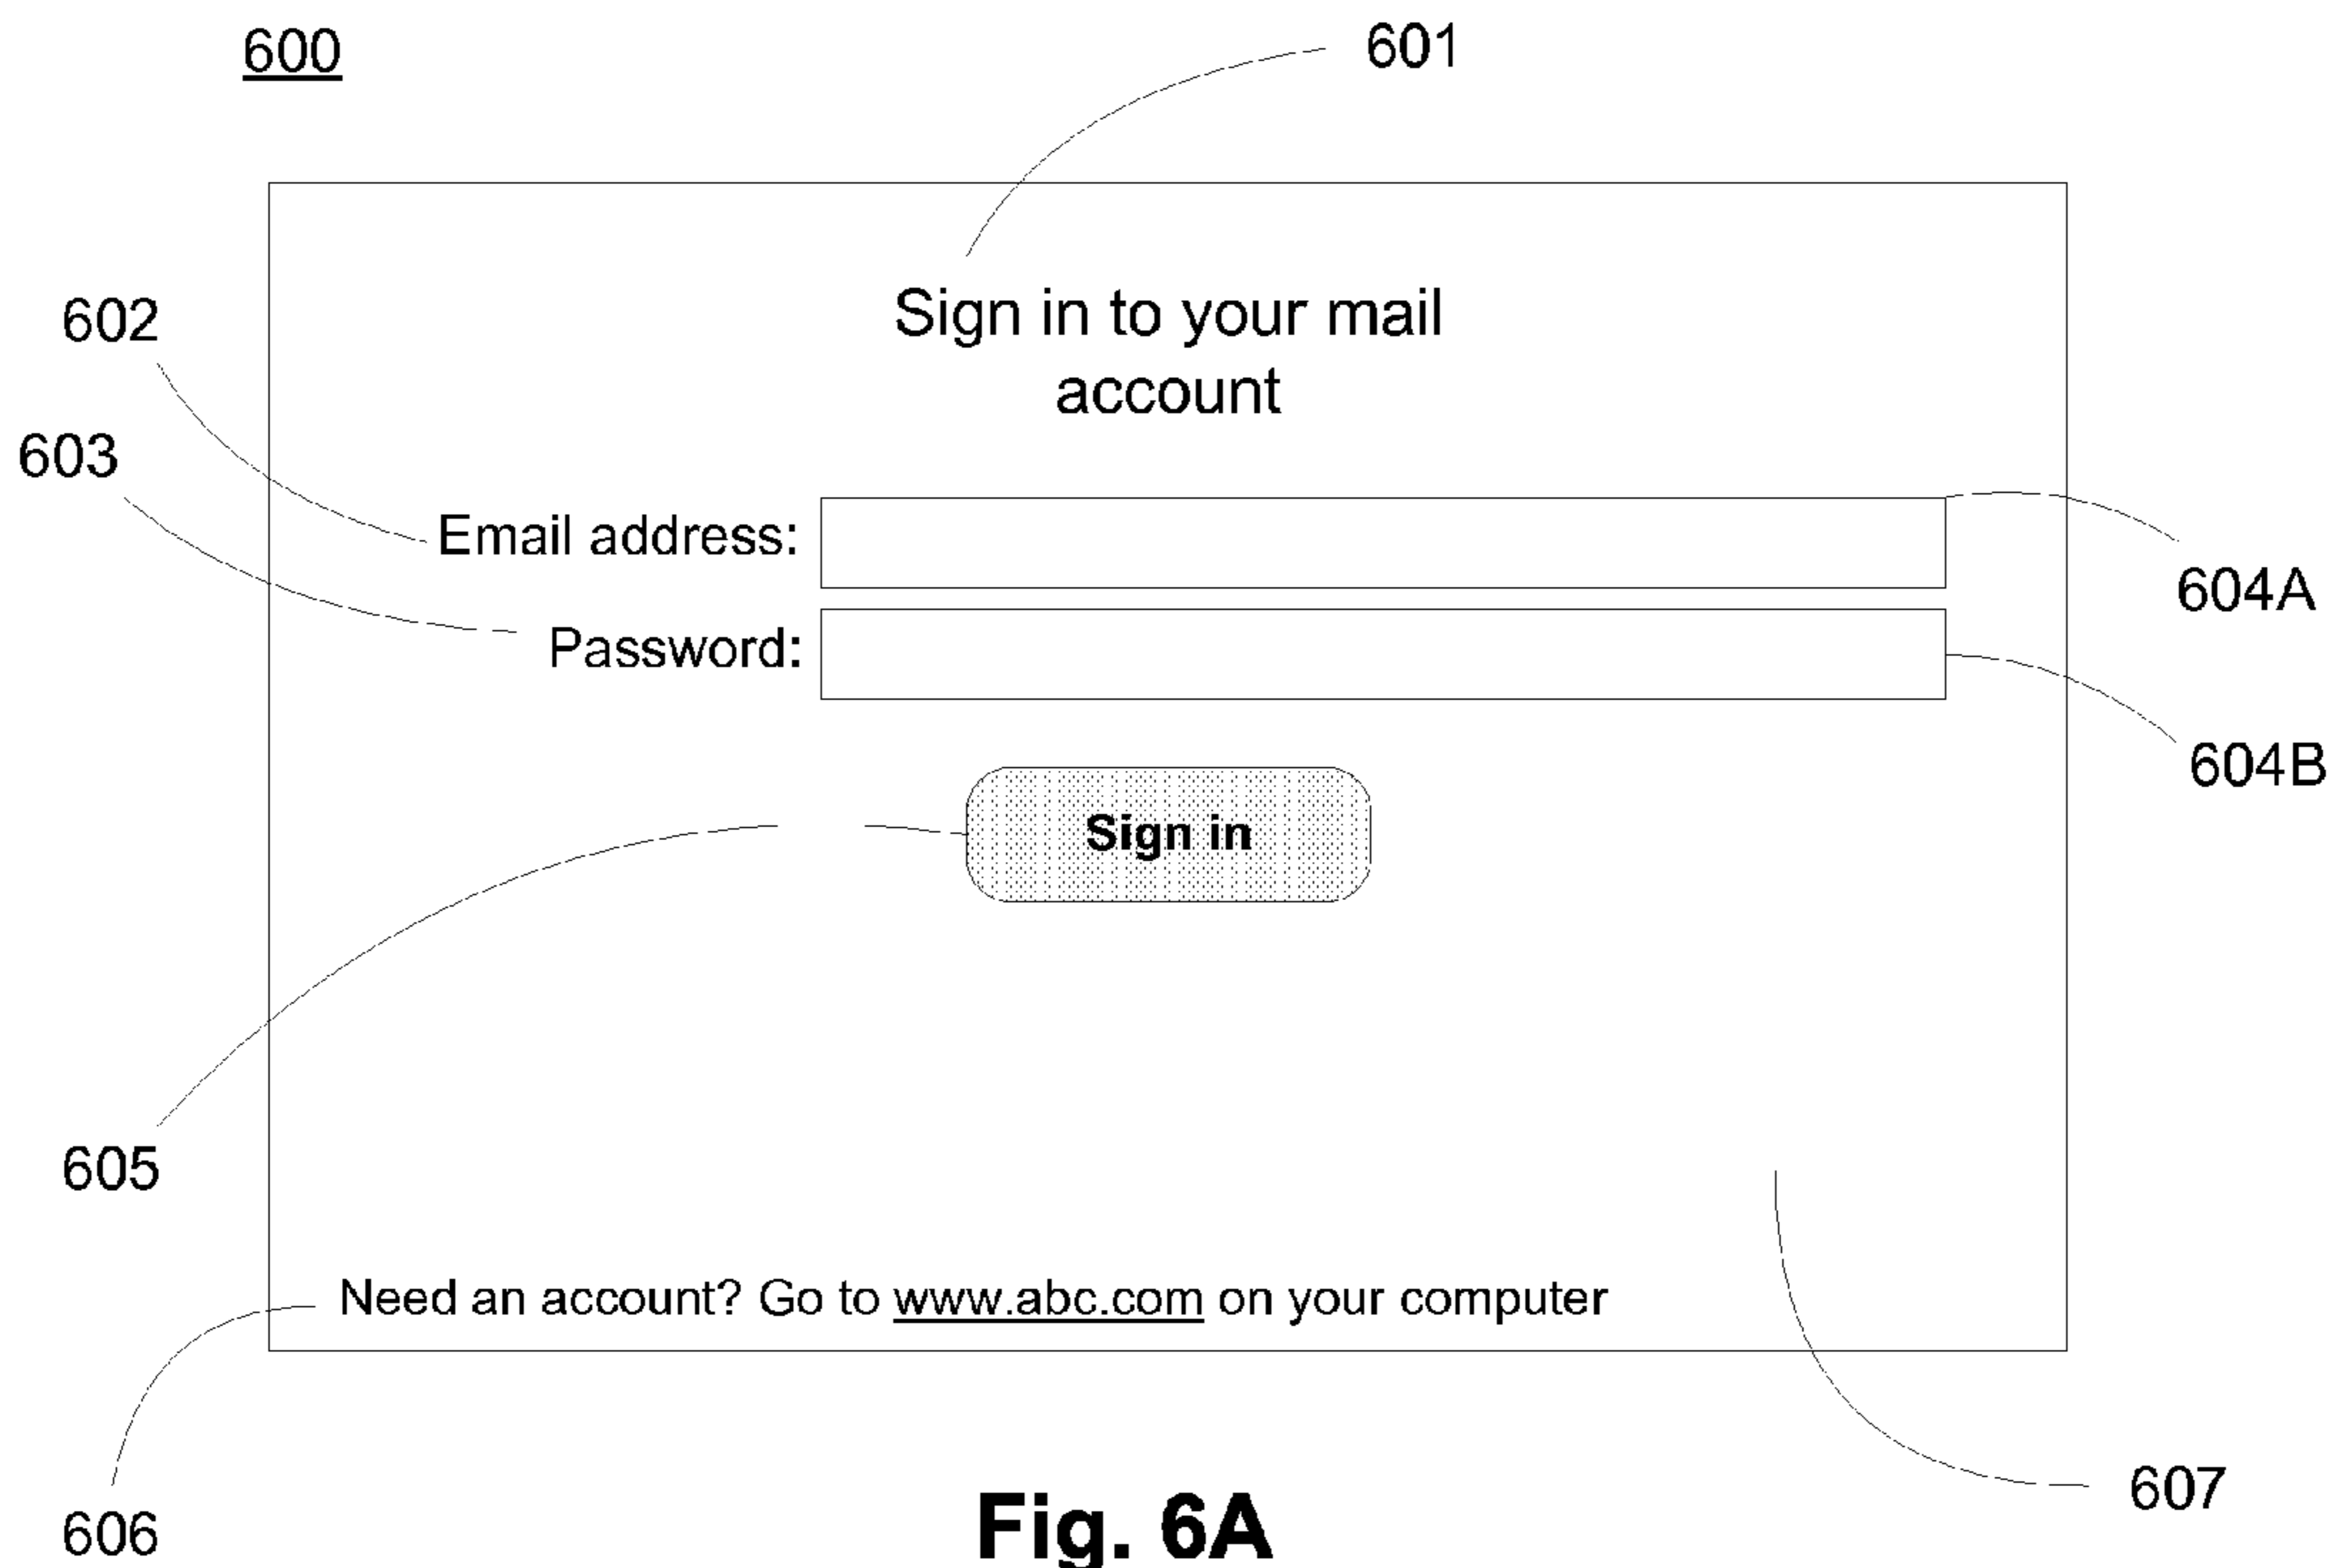 600
601
Sign in to your mail
account
602
603
Email address:
604A
Password:
604B
Sign in
605
Need an account? Go to www.abc.com on your computer
606
607
Fig. 6A